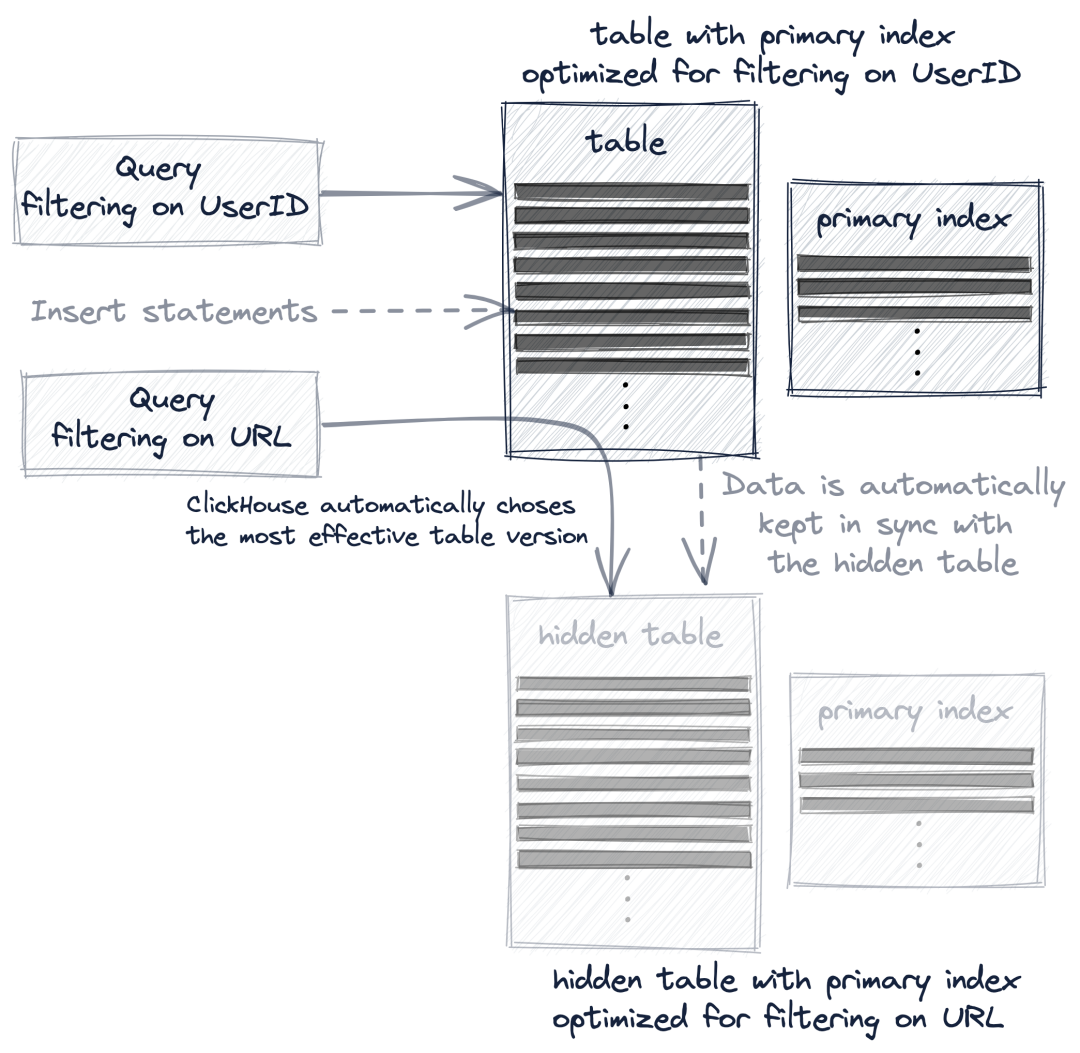 table with primary index
optimized for filtering on UserID
table
Query
filtering on UserID
primary index
Insert statements
Query
filtering on URL
ClickHouse automatically choses
the most effective table version
Data is automatically
kept in sync with
the hidden table
hidden table
primary index
hidden table with primary index
optimized for filtering on URL